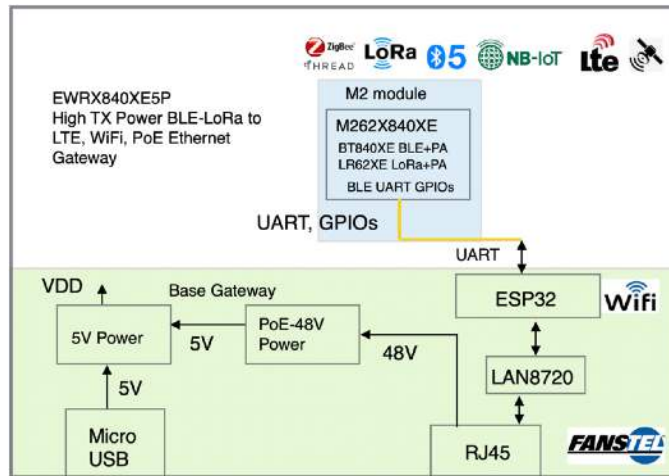 ZigBee
THREAD
LoRa
5
NB-IoT
lte
EWRX840XE5P
High TX Power BLE-LoRa to
LTE, WiFi, PoE Ethernet
Gateway
M2 module
M262X840XE
BT840XE BLE+PA
LR62XE LoRa+PA
BLE UART GPIOs
UART, GPIOs
UART
VDD
Base Gateway
ESP32
WiFi
5V Power
5V
PoE-48V
Power
48V
LAN8720
5V
Micro
USB
RJ45
FANSTEL